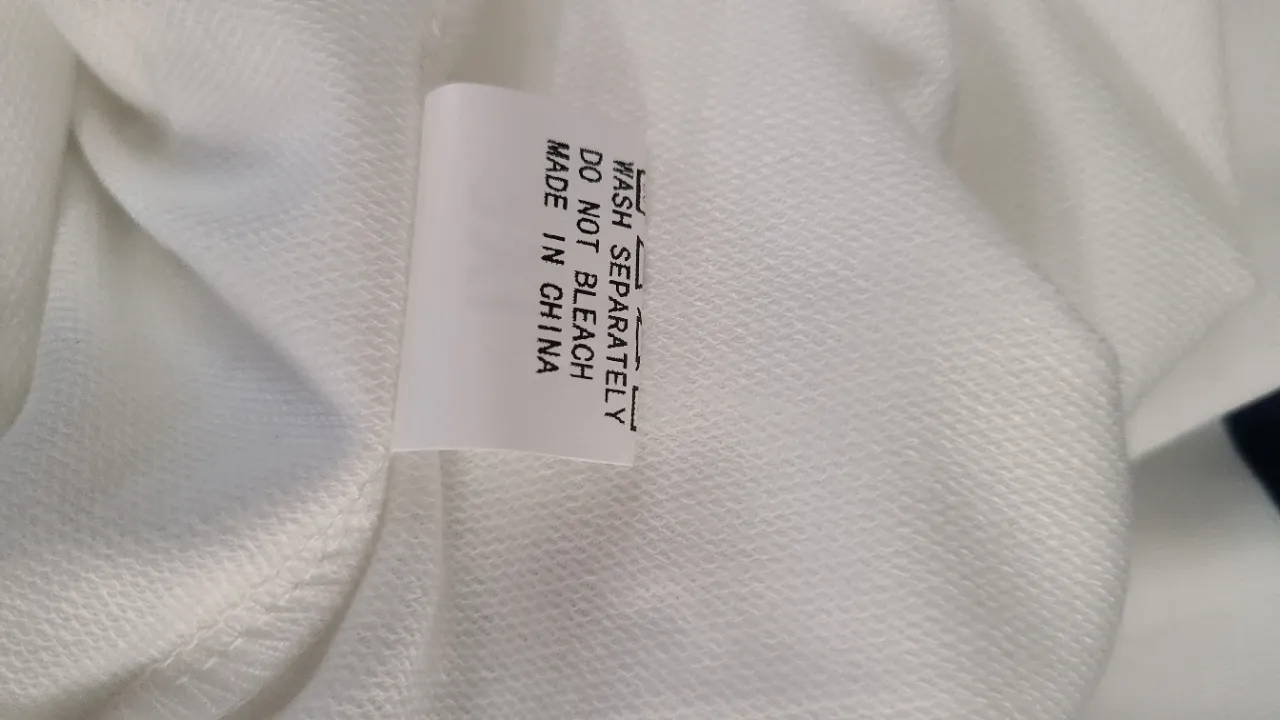 WASH SEPARATELY
DO NOT BLEACH
MADE IN CHINA